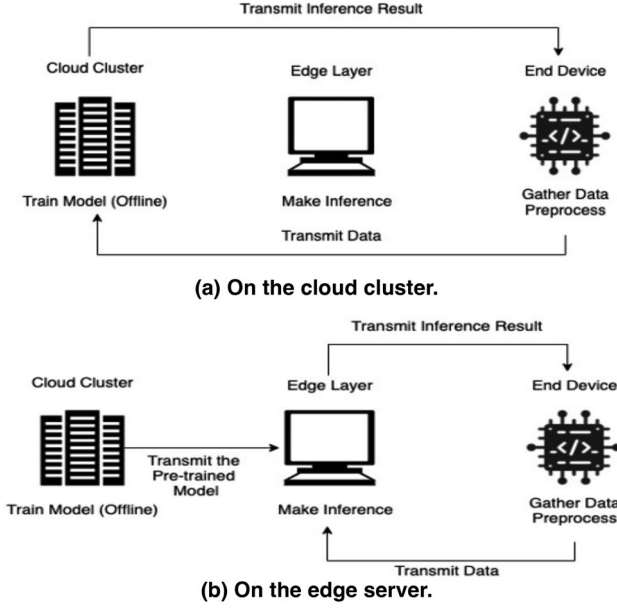 Transmit Inference Result
Cloud Cluster
Edge Layer
End Device
</>
Train Model (Offline)
Make Inference
Gather Data
Preprocess
Transmit Data
(a) On the cloud cluster.
Transmit Inference Result
Cloud Cluster
Edge Layer
End Device
</>
Transmit the
Pre-trained
Model
Train Model (Offline)
Make Inference
Gather Data
Preprocess
Transmit Data
(b) On the edge server.